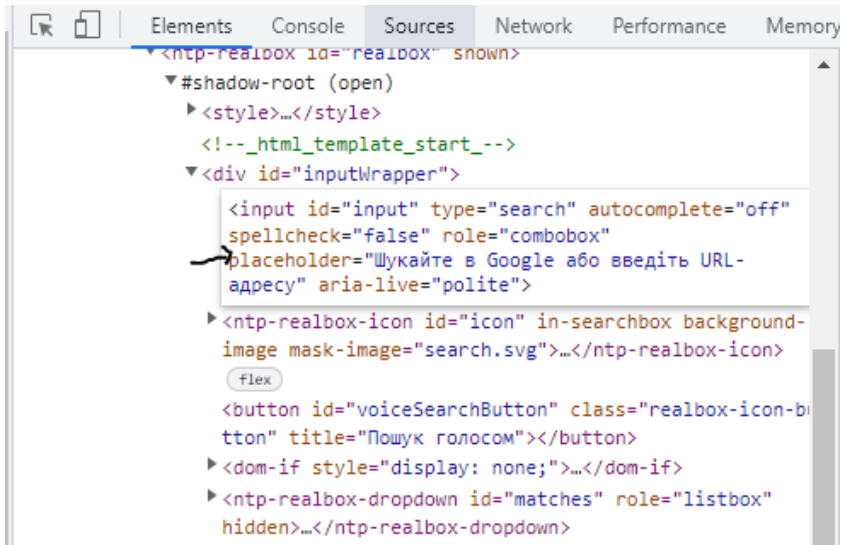 Elements Console Sources Network Performance Memory
▼<ntp-realbox id="realbox" shown>
▼#shadow-root (open)
▶<style>…</style>
<!--_html_template_start_-->
▼<div id="inputWrapper">
<input id="input" type="search" autocomplete="off"
spellcheck="false" role="combobox"
placeholder="Шукайте в Google або введіть URL-
адресу" aria-live="polite">
▶<ntp-realbox-icon id="icon" in-searchbox background-
image mask-image="search.svg">…</ntp-realbox-icon>
flex
<button id="voiceSearchButton" class="realbox-icon-bu
tton" title="Пошук голосом"></button>
▶<dom-if style="display: none;">…</dom-if>
▶<ntp-realbox-dropdown id="matches" role="listbox"
hidden>…</ntp-realbox-dropdown>